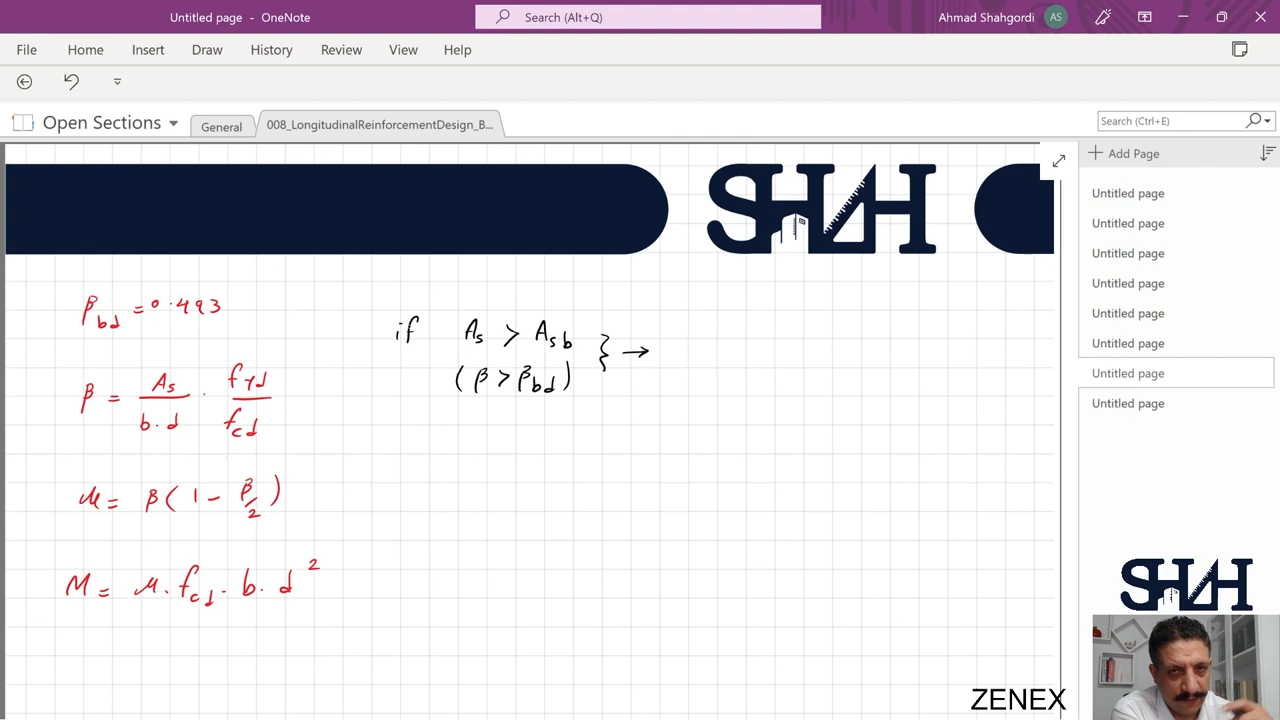 Untitled page - OneNote
Search (Alt+Q)
Ahmad Shahgordi
AS
File Home Insert Draw History Review View Help
Open Sections
General
008_LongitudinalReinforcementDesign_B...
Search (Ctrl+E)
Add Page
Untitled page
Untitled page
Untitled page
Untitled page
Untitled page
Untitled page
Untitled page
Untitled page
SHAH
β_bd = 0.493
β = A_s / b.d . f_yd / f_cd
μ = β(1 - β/2)
M = μ. f_cd . b. d²
if A_s > A_sb } →
(β > β_bd)
SHAH
ZENEX